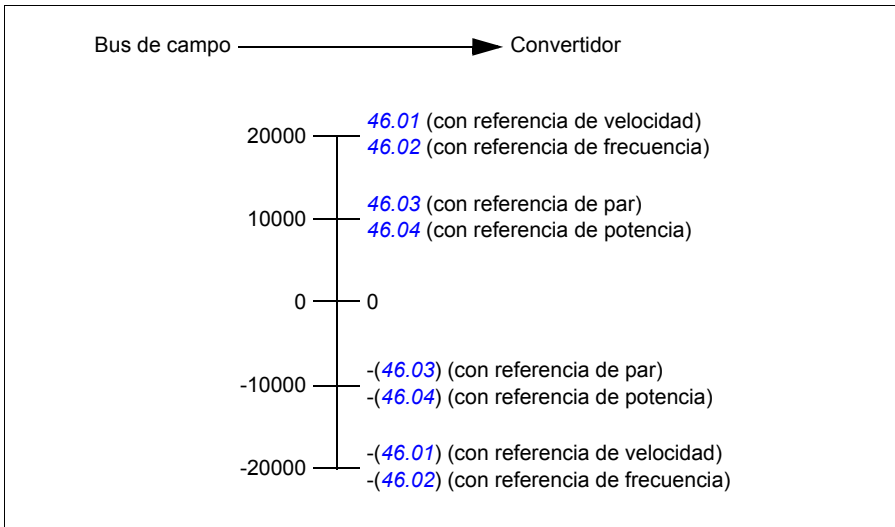 Bus de campo Convertidor
46.01 (con referencia de velocidad)
20000
46.02 (con referencia de frecuencia)
46.03 (con referencia de par)
10000
46.04 (con referencia de potencia)
0 0
-(46.03) (con referencia de par)
-10000
-(46.04) (con referencia de potencia)
-(46.01) (con referencia de velocidad)
-20000
-(46.02) (con referencia de frecuencia)